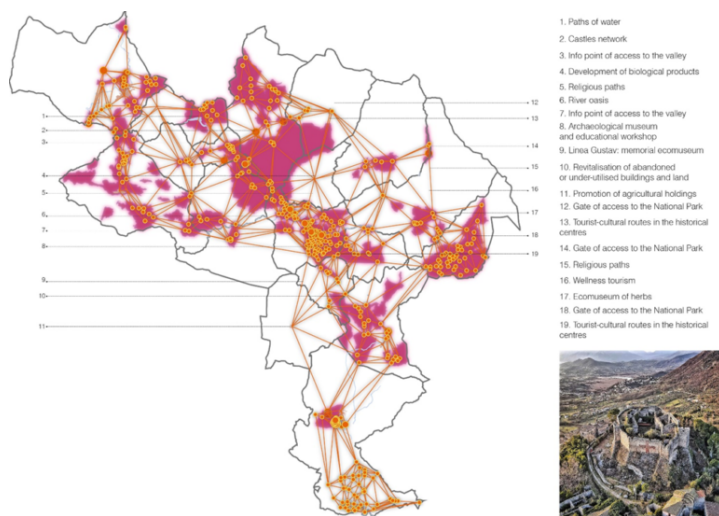 1. Paths of water
2. Castles network
3. Info point of access to the valley
4. Development of biological products
5. Religious paths
6. River oasis
7. Info point of access to the valley
8. Archaeological museum
and educational workshop
9. Linea Gustav: memorial ecomuseum
10. Revitalisation of abandoned
or under-utilised buildings and land
11. Promotion of agricultural holdings
12. Gate of access to the National Park
13. Tourist-cultural routes in the historical
centres
14. Gate of access to the National Park
15. Religious paths
16. Wellness tourism
17. Ecomuseum of herbs
18. Gate of access to the National Park
19. Tourist-cultural routes in the historical
centres
1
2
3
4
5
6
7
8
9
10
11
12
13
14
15
16
17
18
19